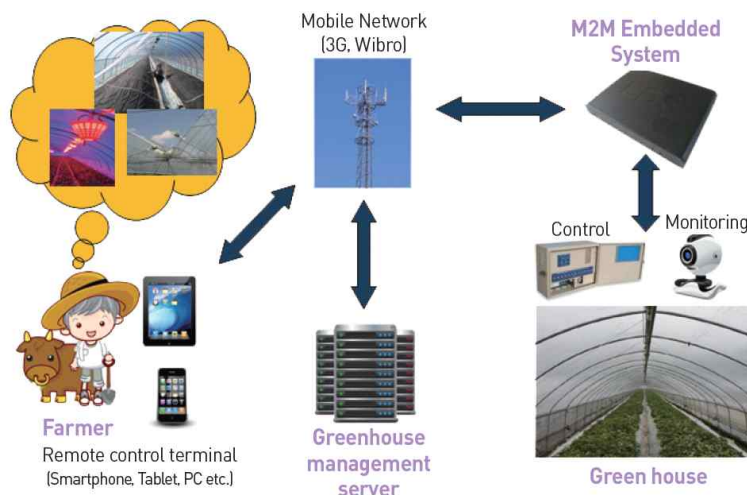 Mobile Network
(3G, Wibro)
M2M Embedded
System
Control
Monitoring
Farmer
Remote control terminal
(Smartphone, Tablet, PC etc.)
Greenhouse
management
server
Green house